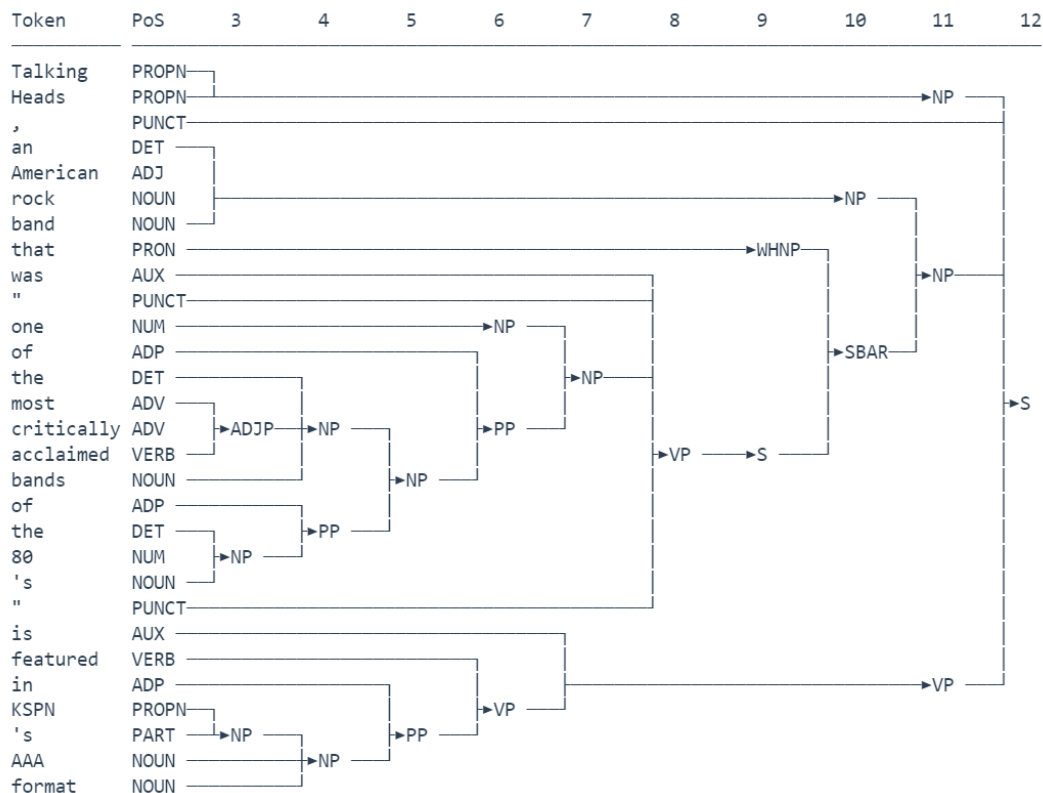 Token PoS 3 4 5 6 7 8 9 10 11 12
Talking PROPN
Heads PROPN NP
, PUNCT
an DET
American ADJ
rock NOUN NP
band NOUN
that PRON WHNP
was AUX NP
" PUNCT
one NUM NP
of ADP SBAR
the DET NP
most ADV S
critically ADV ADJP NP PP
acclaimed VERB VP S
bands NOUN NP
of ADP
the DET PP
80 NUM NP
's NOUN
" PUNCT
is AUX
featured VERB
in ADP VP
KSPN PROPN VP
's PART NP PP
AAA NOUN NP
format NOUN